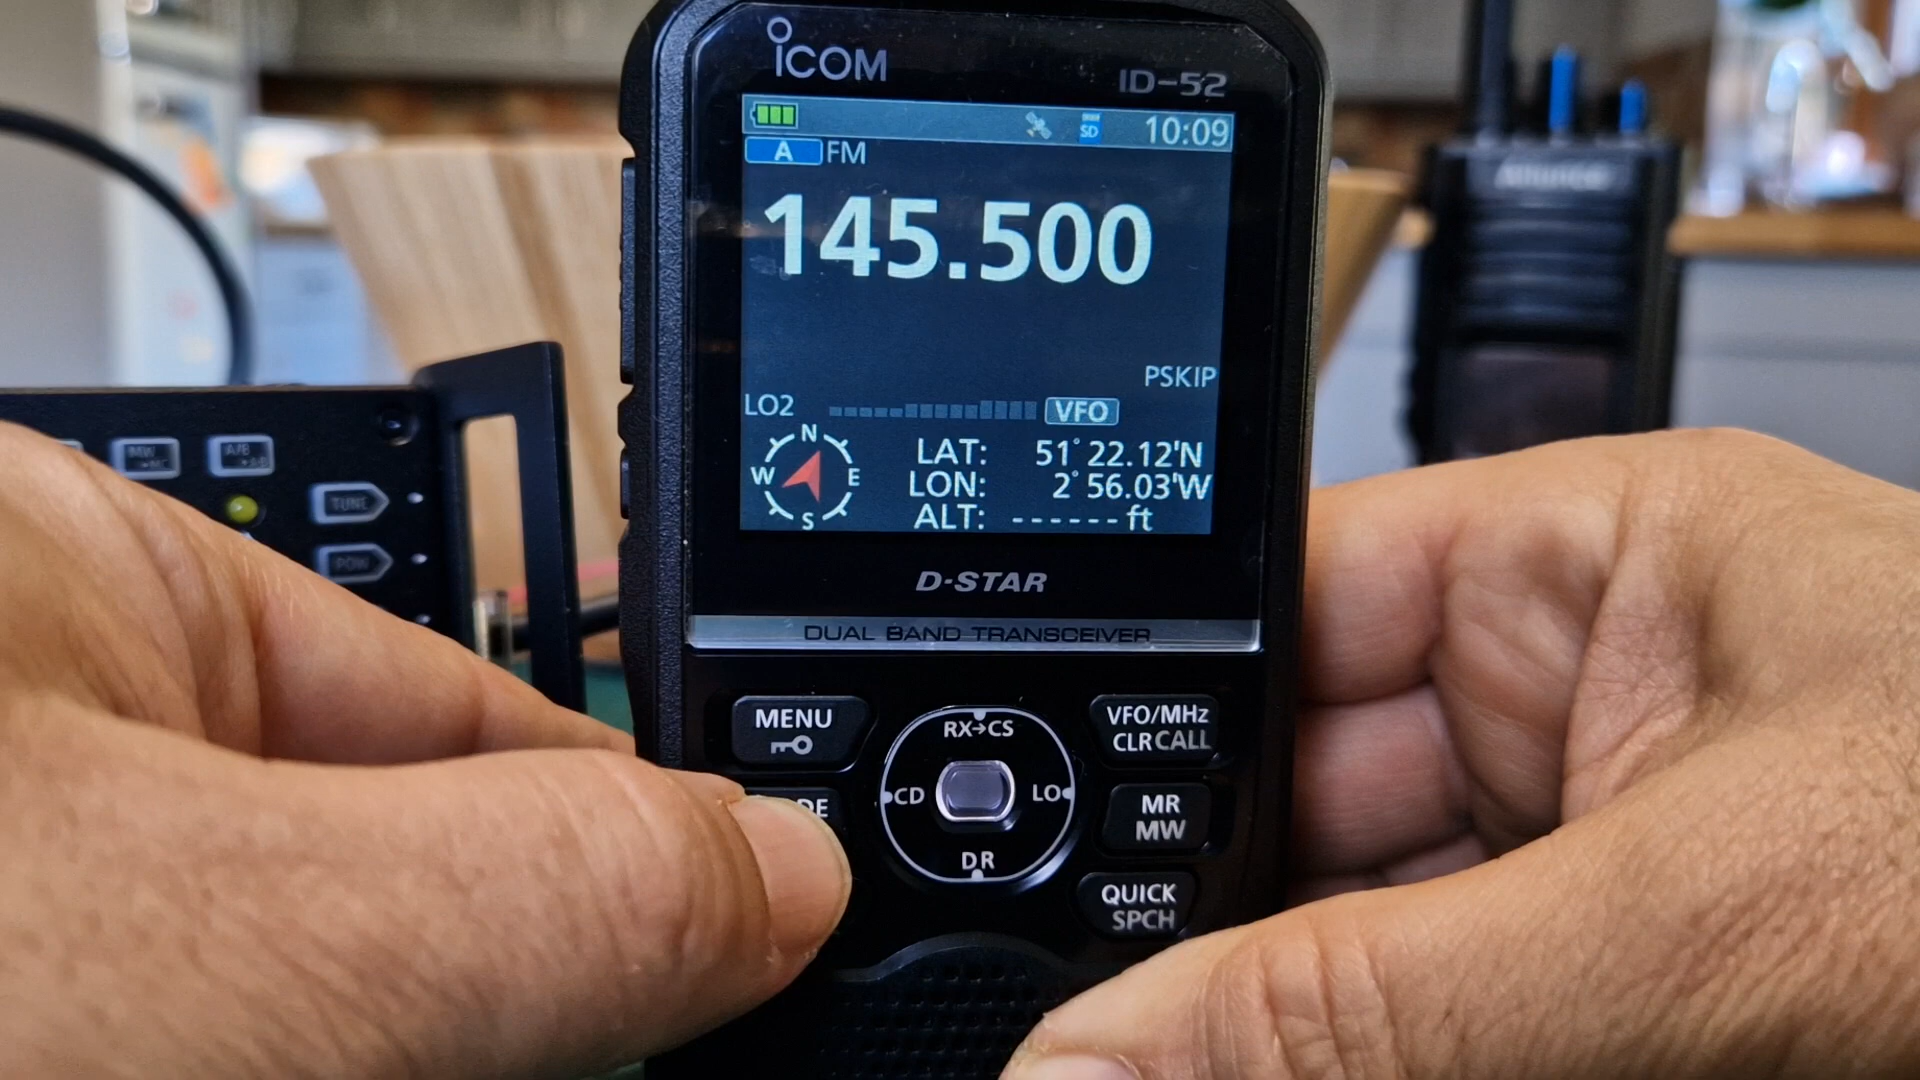 ICOM
ID-52
SD 10:09
A FM
145.500
PSKIP
LO2 VFO
N
W E
S
LAT: 51°22.12'N
LON: 2°56.03'W
ALT: ------ft
D-STAR
DUAL BAND TRANSCEIVER
MENU
RX→CS
VFO/MHz
CLR CALL
CD
LO
MR
MW
DR
QUICK
SPCH
A/B
TUNE